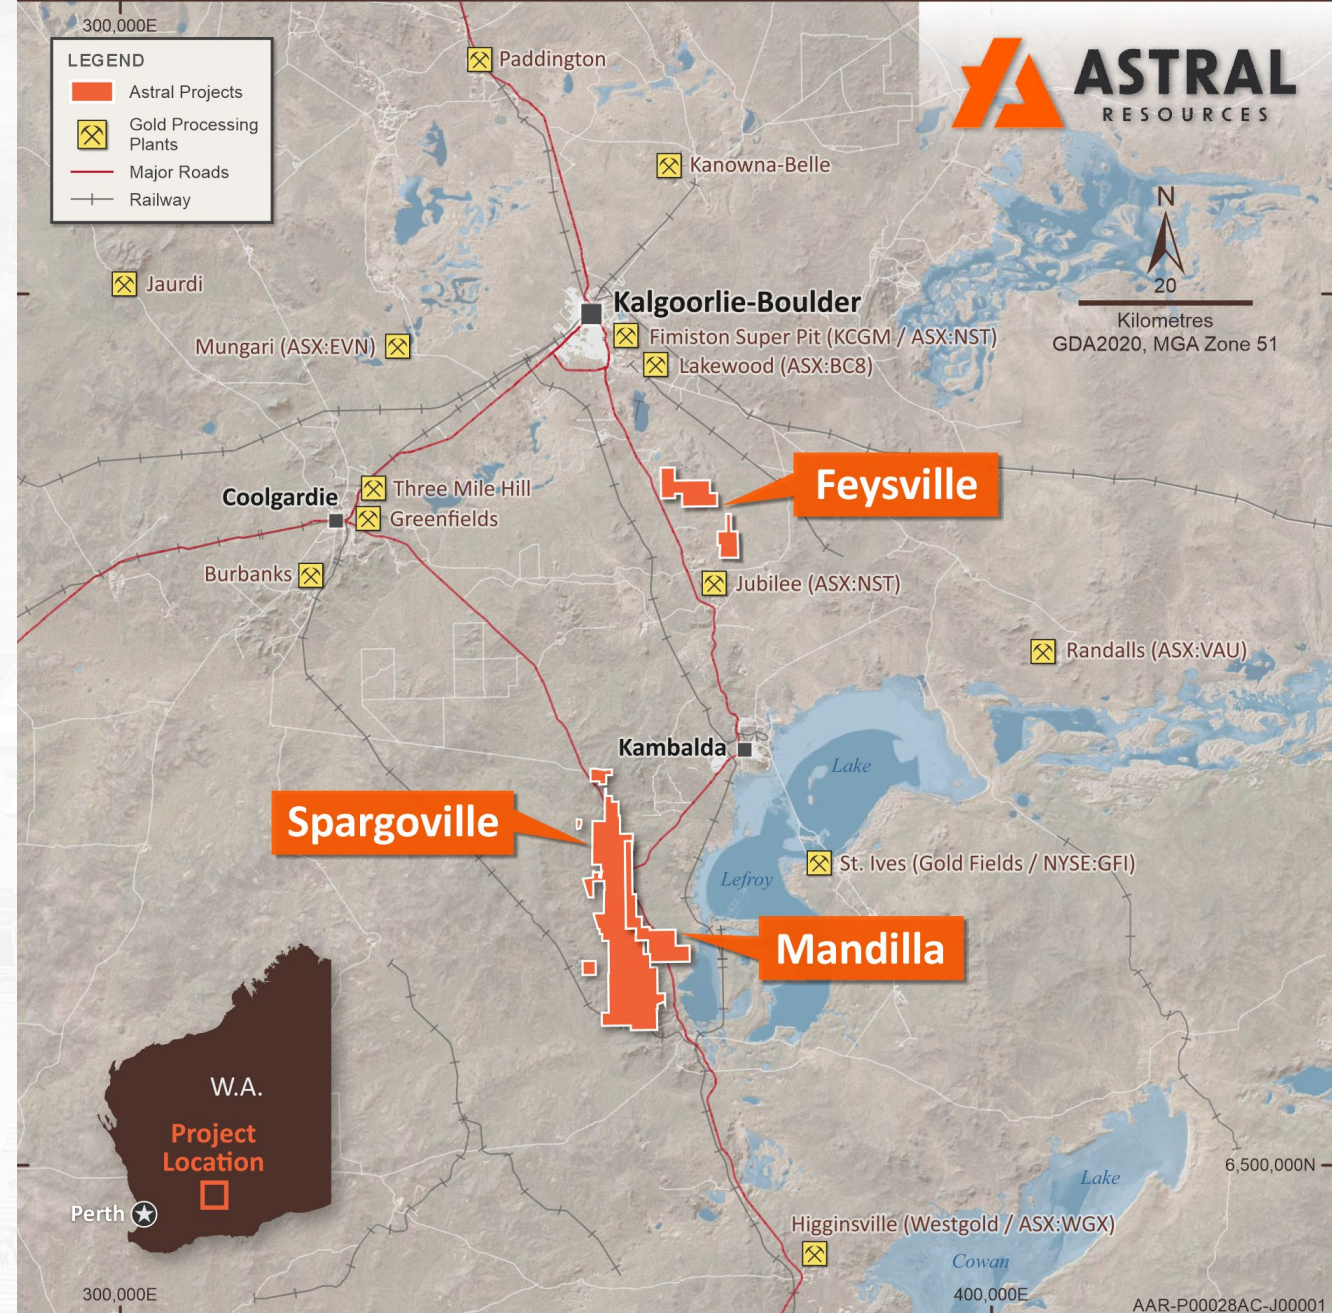 300,000E
LEGEND
Astral Projects
Gold Processing
Plants
Major Roads
Railway
ASTRAL
RESOURCES
Paddington
Kanowna-Belle
N
20
Kilometres
GDA2020, MGA Zone 51
Jaurdi
Kalgoorlie-Boulder
Mungari (ASX:EVN)
Fimiston Super Pit (KCGM / ASX:NST)
Lakewood (ASX:BC8)
Feysville
Coolgardie
Three Mile Hill
Greenfields
Burbanks
Jubilee (ASX:NST)
Randalls (ASX:VAU)
Kambalda
Lake
Spargoville
St. Ives (Gold Fields / NYSE:GFI)
Lefroy
Mandilla
W.A.
Project
Location
Perth
6,500,000N
Lake
Higginsville (Westgold / ASX:WGX)
Cowan
300,000E
400,000E
AAR-P00028AC-J00001